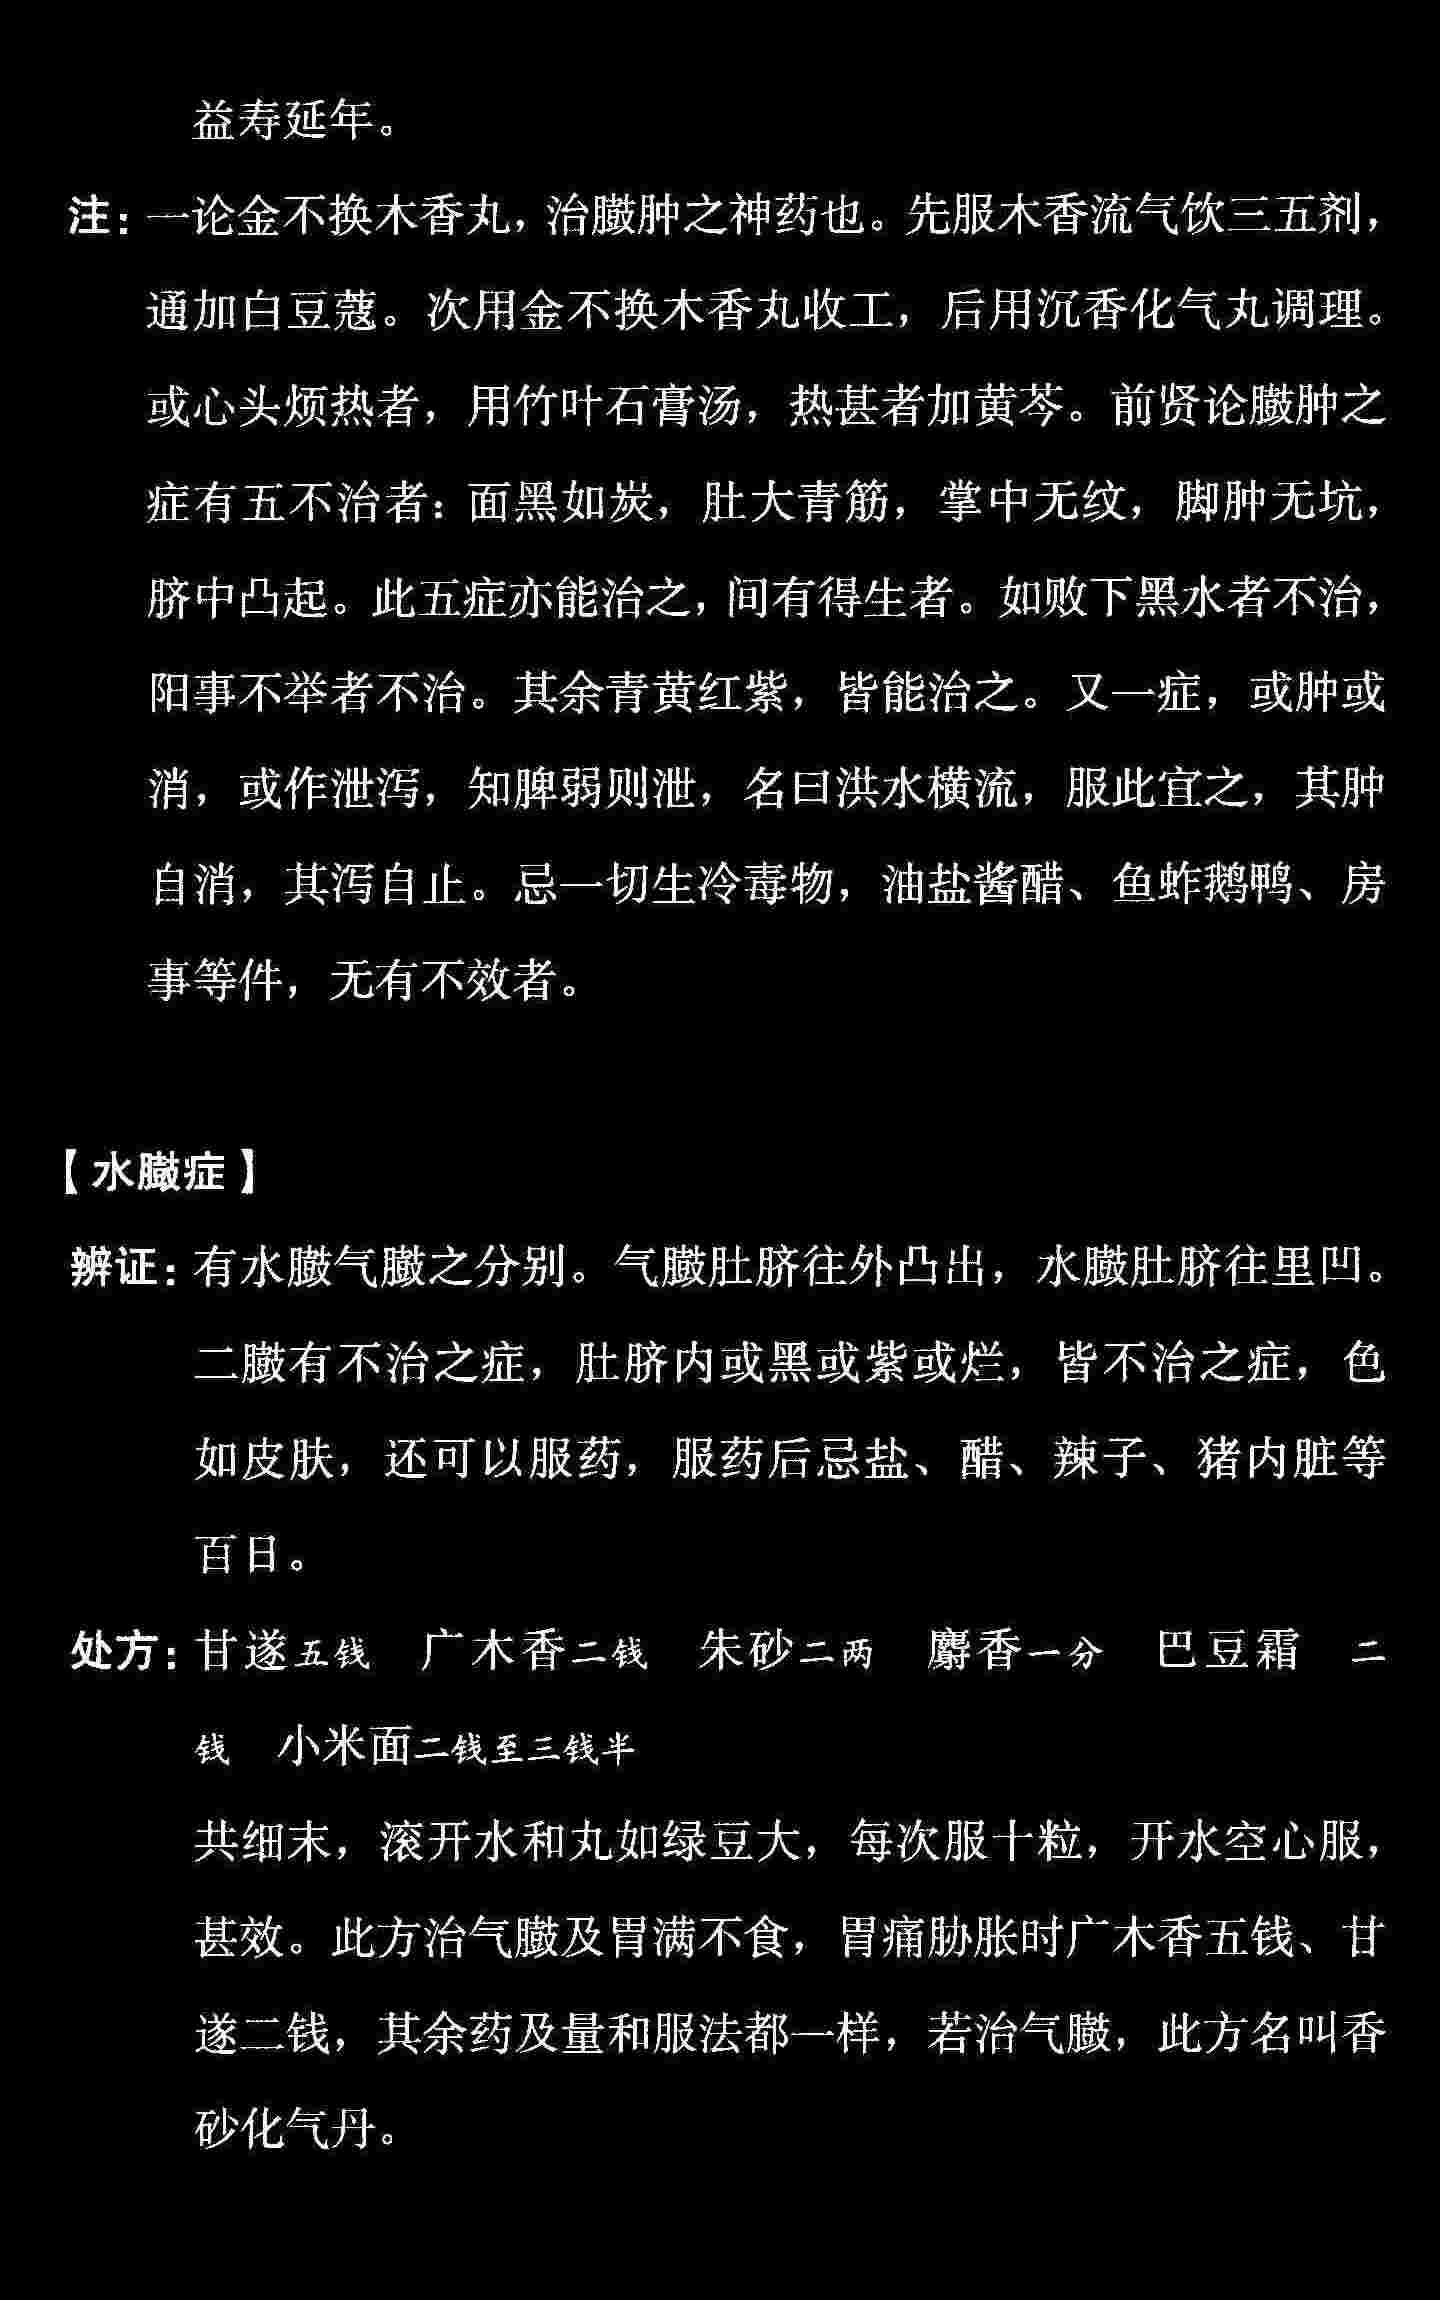 益寿延年。
注：一论金不换木香丸，治臌肿之神药也。先服木香流气饮三五剂，
通加白豆蔻。次用金不换木香丸收工，后用沉香化气丸调理。
或心头烦热者，用竹叶石膏汤，热甚者加黄芩。前贤论臌肿之
症有五不治者：面黑如炭，肚大青筋，掌中无纹，脚肿无坑，
脐中凸起。此五症亦能治之，间有得生者。如败下黑水者不治，
阳事不举者不治。其余青黄红紫，皆能治之。又一症，或肿或
消，或作泄泻，知脾弱则泄，名曰洪水横流，服此宜之，其肿
自消，其泻自止。忌一切生冷毒物，油盐酱醋、鱼蚱鹅鸭、房
事等件，无有不效者。
【水臌症】
辨证：有水臌气臌之分别。气臌肚脐往外凸出，水臌肚脐往里凹。
二臌有不治之症，肚脐内或黑或紫或烂，皆不治之症，色
如皮肤，还可以服药，服药后忌盐、醋、辣子、猪内脏等
百日。
处方：甘遂五钱　广木香二钱　朱砂二两　麝香一分　巴豆霜　二
钱　小米面二钱至三钱半
共细末，滚开水和丸如绿豆大，每次服十粒，开水空心服，
甚效。此方治气臌及胃满不食，胃痛胁胀时广木香五钱、甘
遂二钱，其余药及量和服法都一样，若治气臌，此方名叫香
砂化气丹。